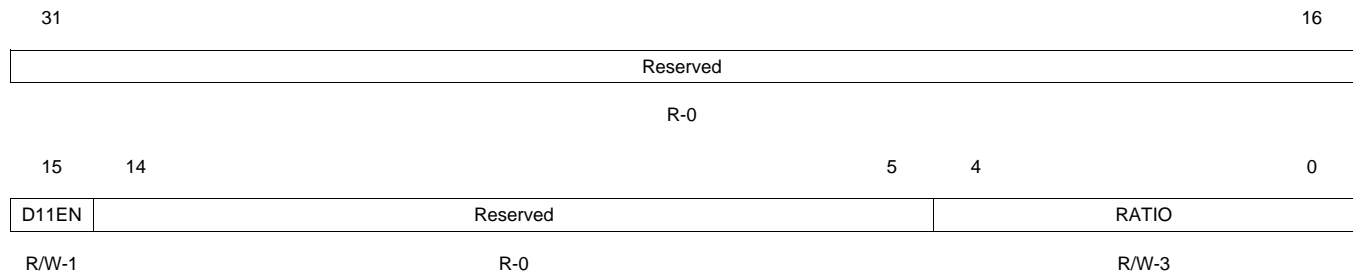 31 16
Reserved
R-0
15 14 5 4 0
D11EN Reserved RATIO
R/W-1 R-0 R/W-3